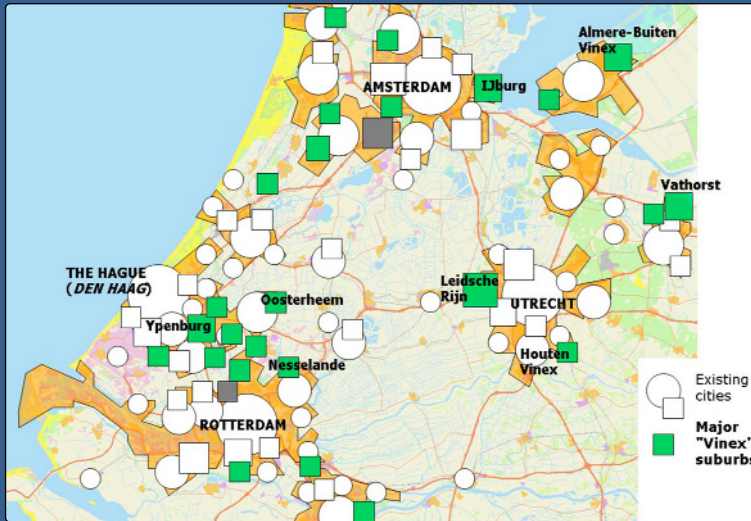 Almere-Buiten
Vinex
AMSTERDAM
IJburg
Vathorst
THE HAGUE
(DEN HAAG)
Oosterheem
Leidsche
Rijn
UTRECHT
Ypenburg
Nesselande
Houten
Vinex
ROTTERDAM
Existing
cities
Major
"Vinex"
suburbs